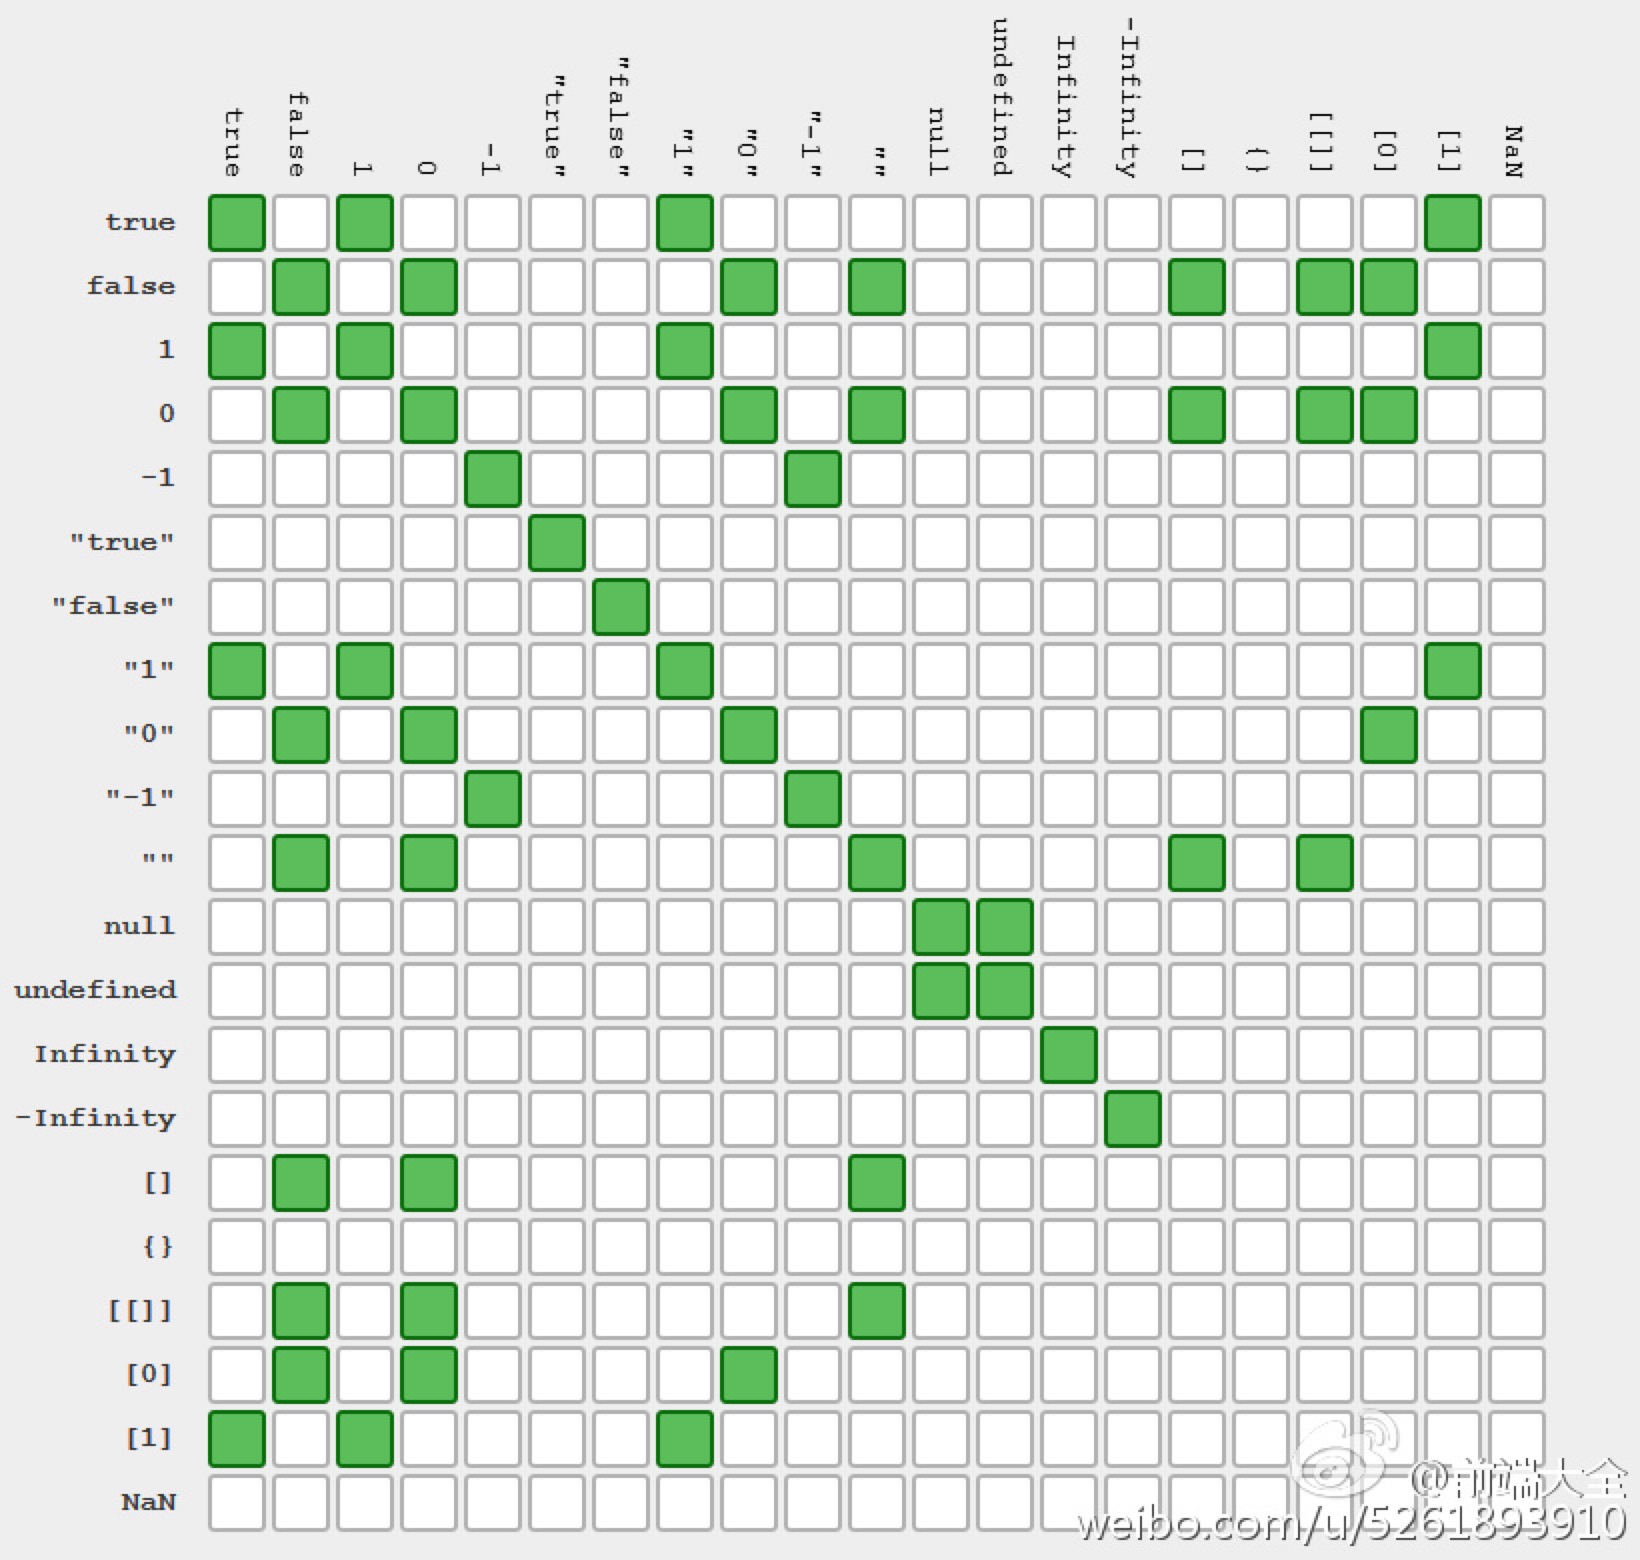 true
false
1
0
-1
"true"
"false"
"1"
"0"
"-1"
""
null
undefined
Infinity
-Infinity
[]
{}
[[]]
[0]
[1]
NaN
true
false
1
0
-1
"true"
"false"
"1"
"0"
"-1"
""
null
undefined
Infinity
-Infinity
[]
{}
[[]]
[0]
[1]
NaN
@前端大全
weibo.com/u/5261893910